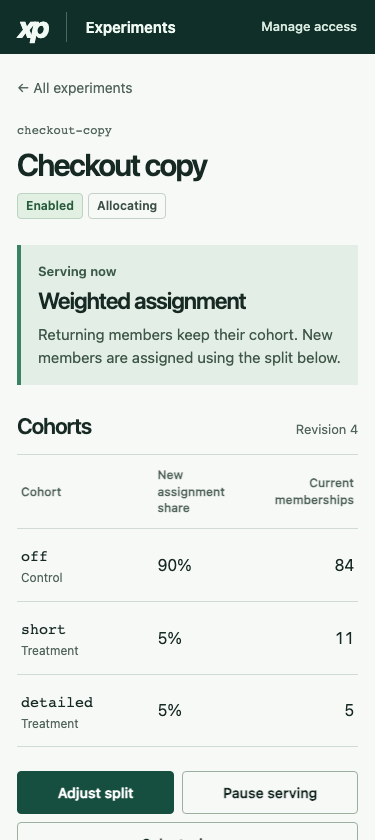 xp
Experiments
Manage access
← All experiments
checkout-copy
Checkout copy
Enabled
Allocating
Serving now
Weighted assignment
Returning members keep their cohort. New
members are assigned using the split below.
Cohorts
Revision 4
Cohort
New
assignment
share
Current
memberships
off
Control
90%
84
short
Treatment
5%
11
detailed
Treatment
5%
5
Adjust split
Pause serving